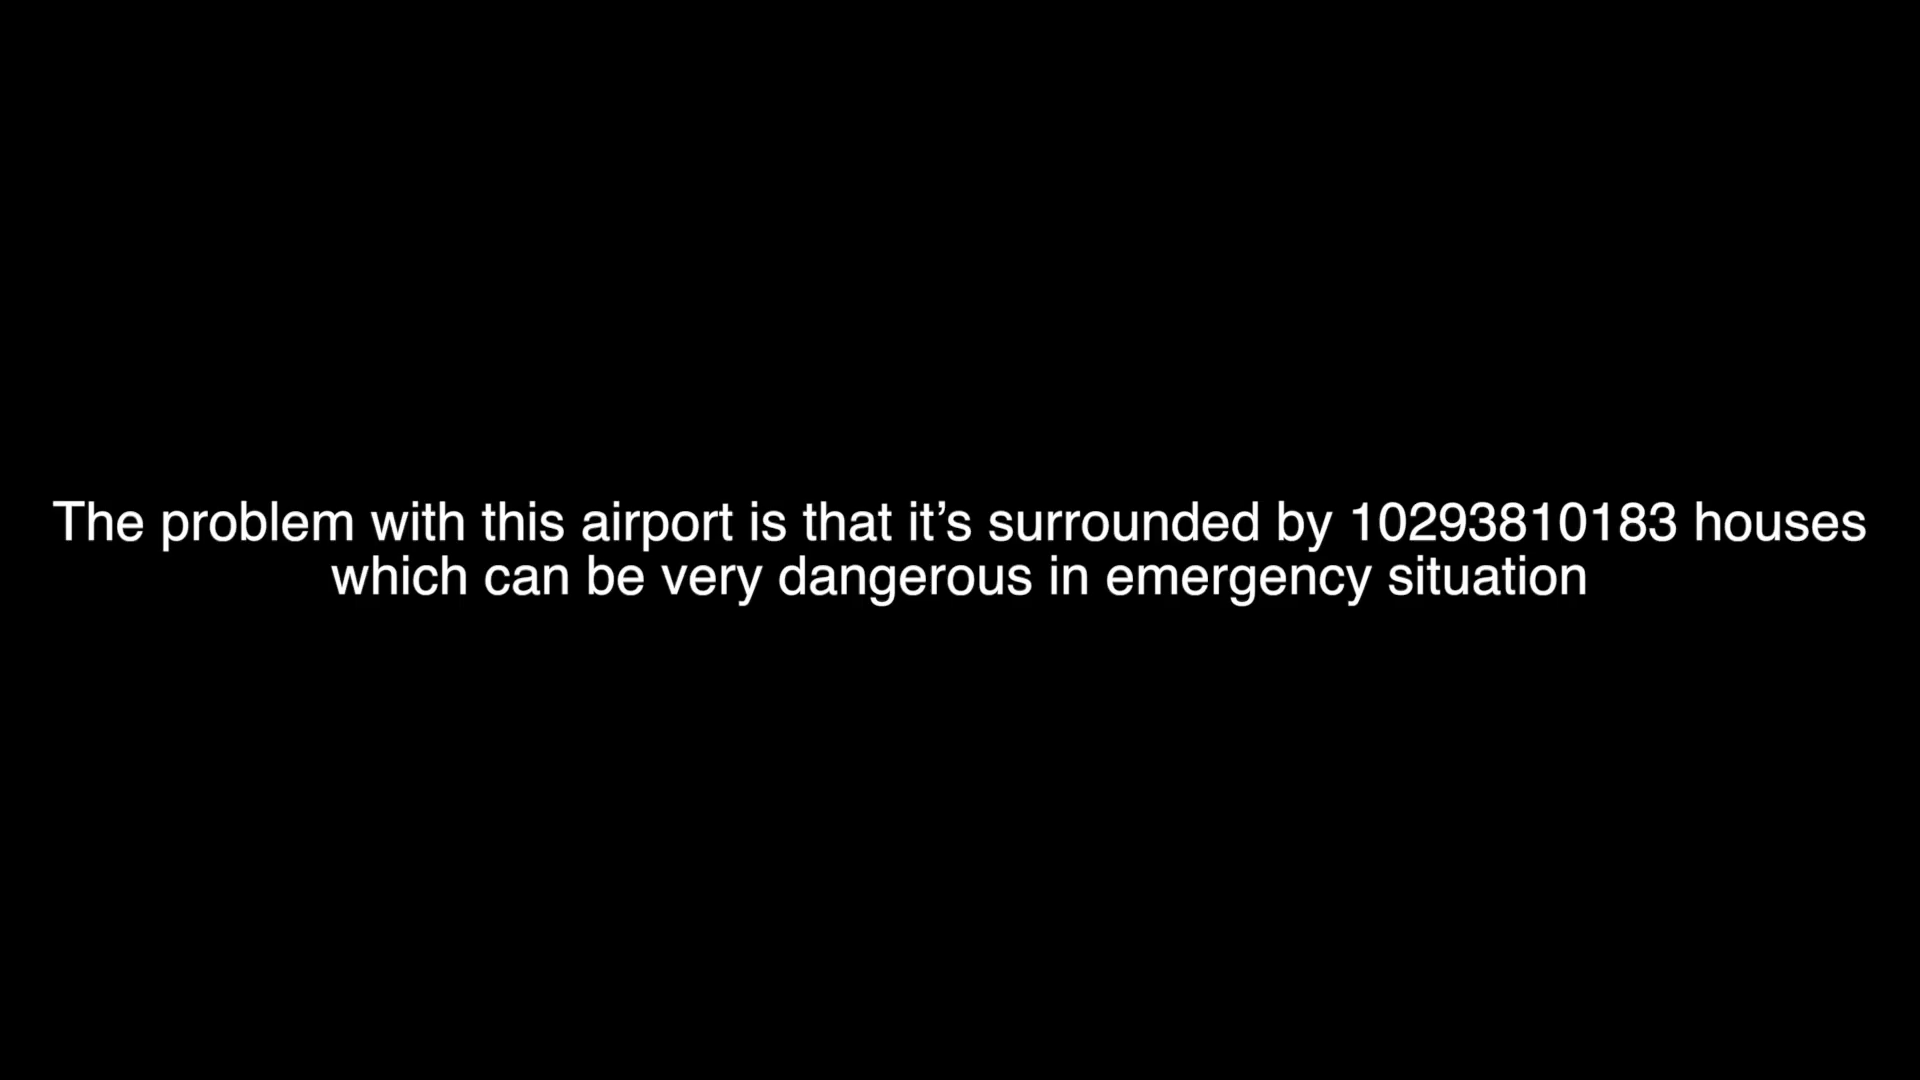 The problem with this airport is that it’s surrounded by 10293810183 houses
which can be very dangerous in emergency situation